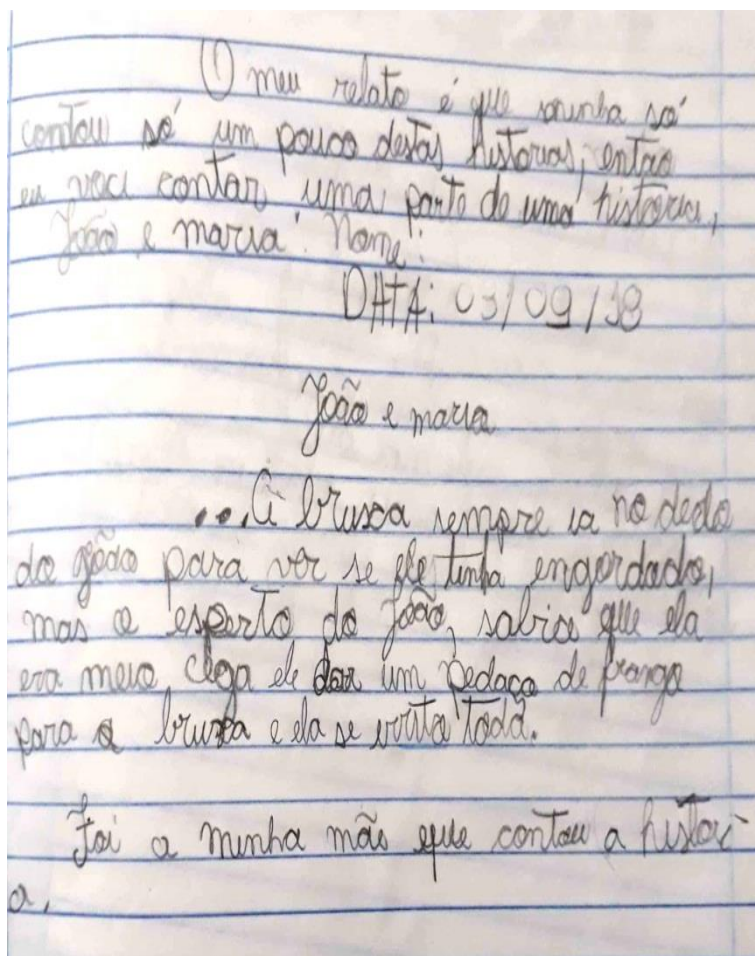 O meu relato é que minha só
contou só um pouco destas historias, então
eu vou contar uma parte de uma historia,
João e maria. Nome:
DATA: 03/09/18
João e maria
...A bruxa sempre ia no dedo
do joão para ver se ele tinha engordado,
mas o esperto do João, sabia que ela
era meio cega ele dar um pedaço de frango
para a bruxa e ela se irrita toda.
Foi a minha mãe que contou a histori
a.